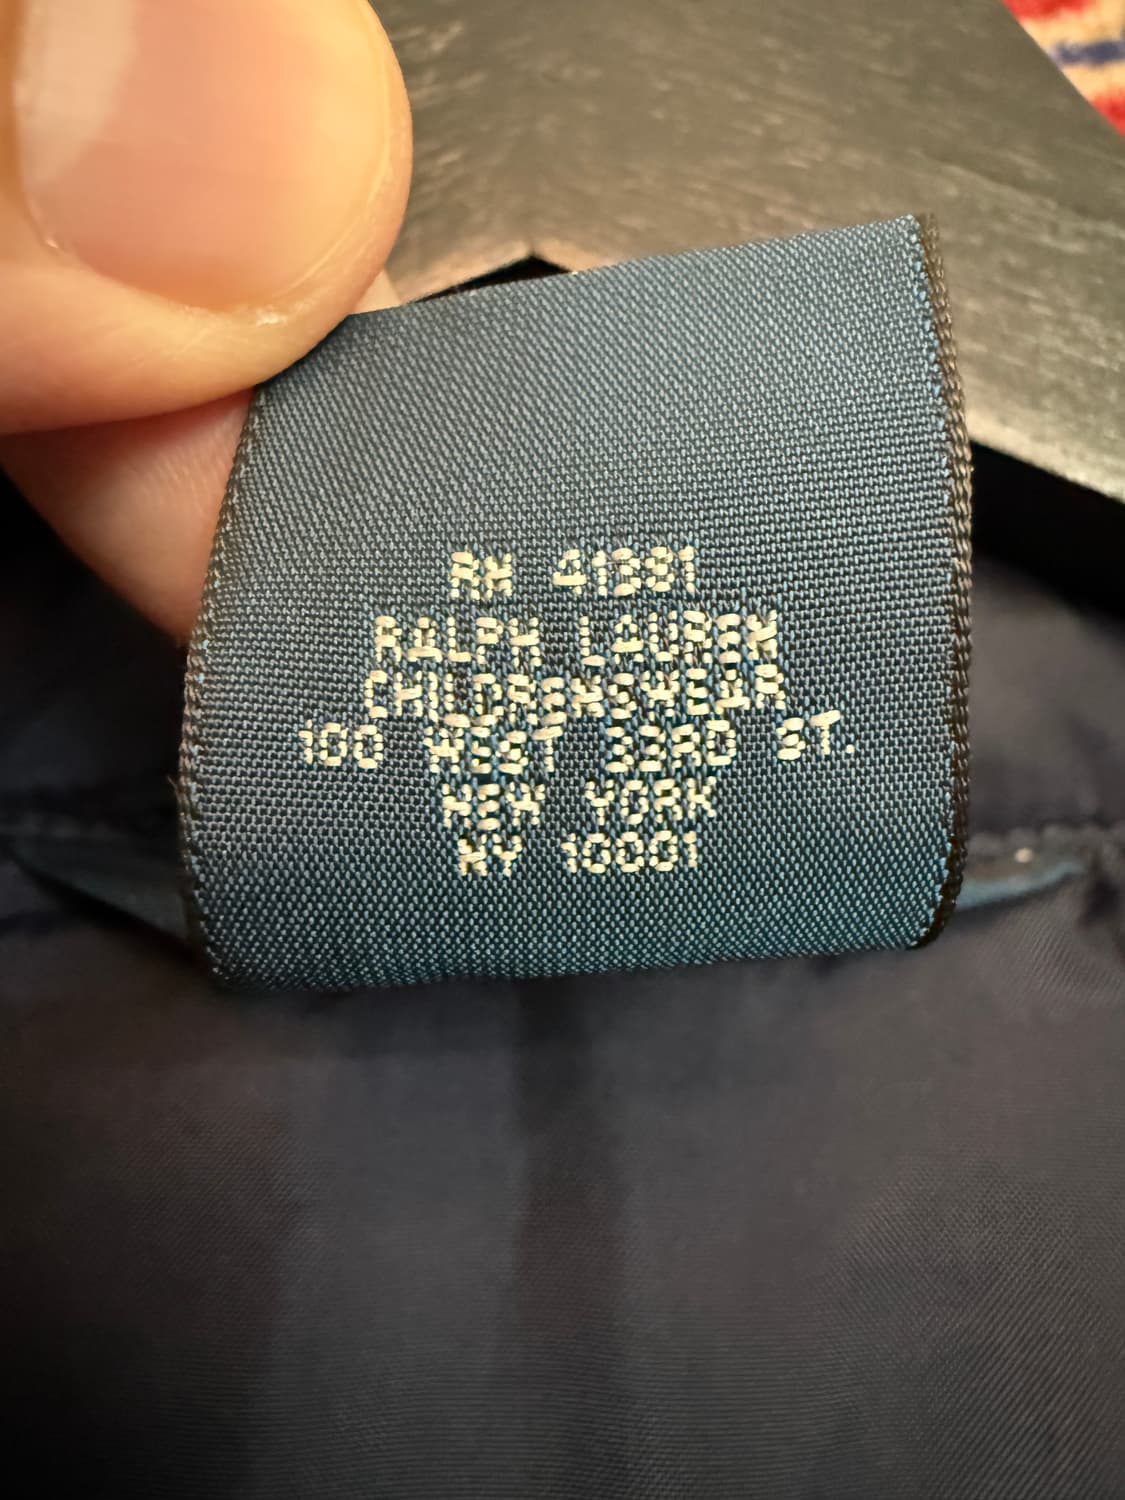 RN 41381
RALPH LAUREN
CHILDRENSWEAR
100 WEST 33RD ST.
NEW YORK
NY 10001